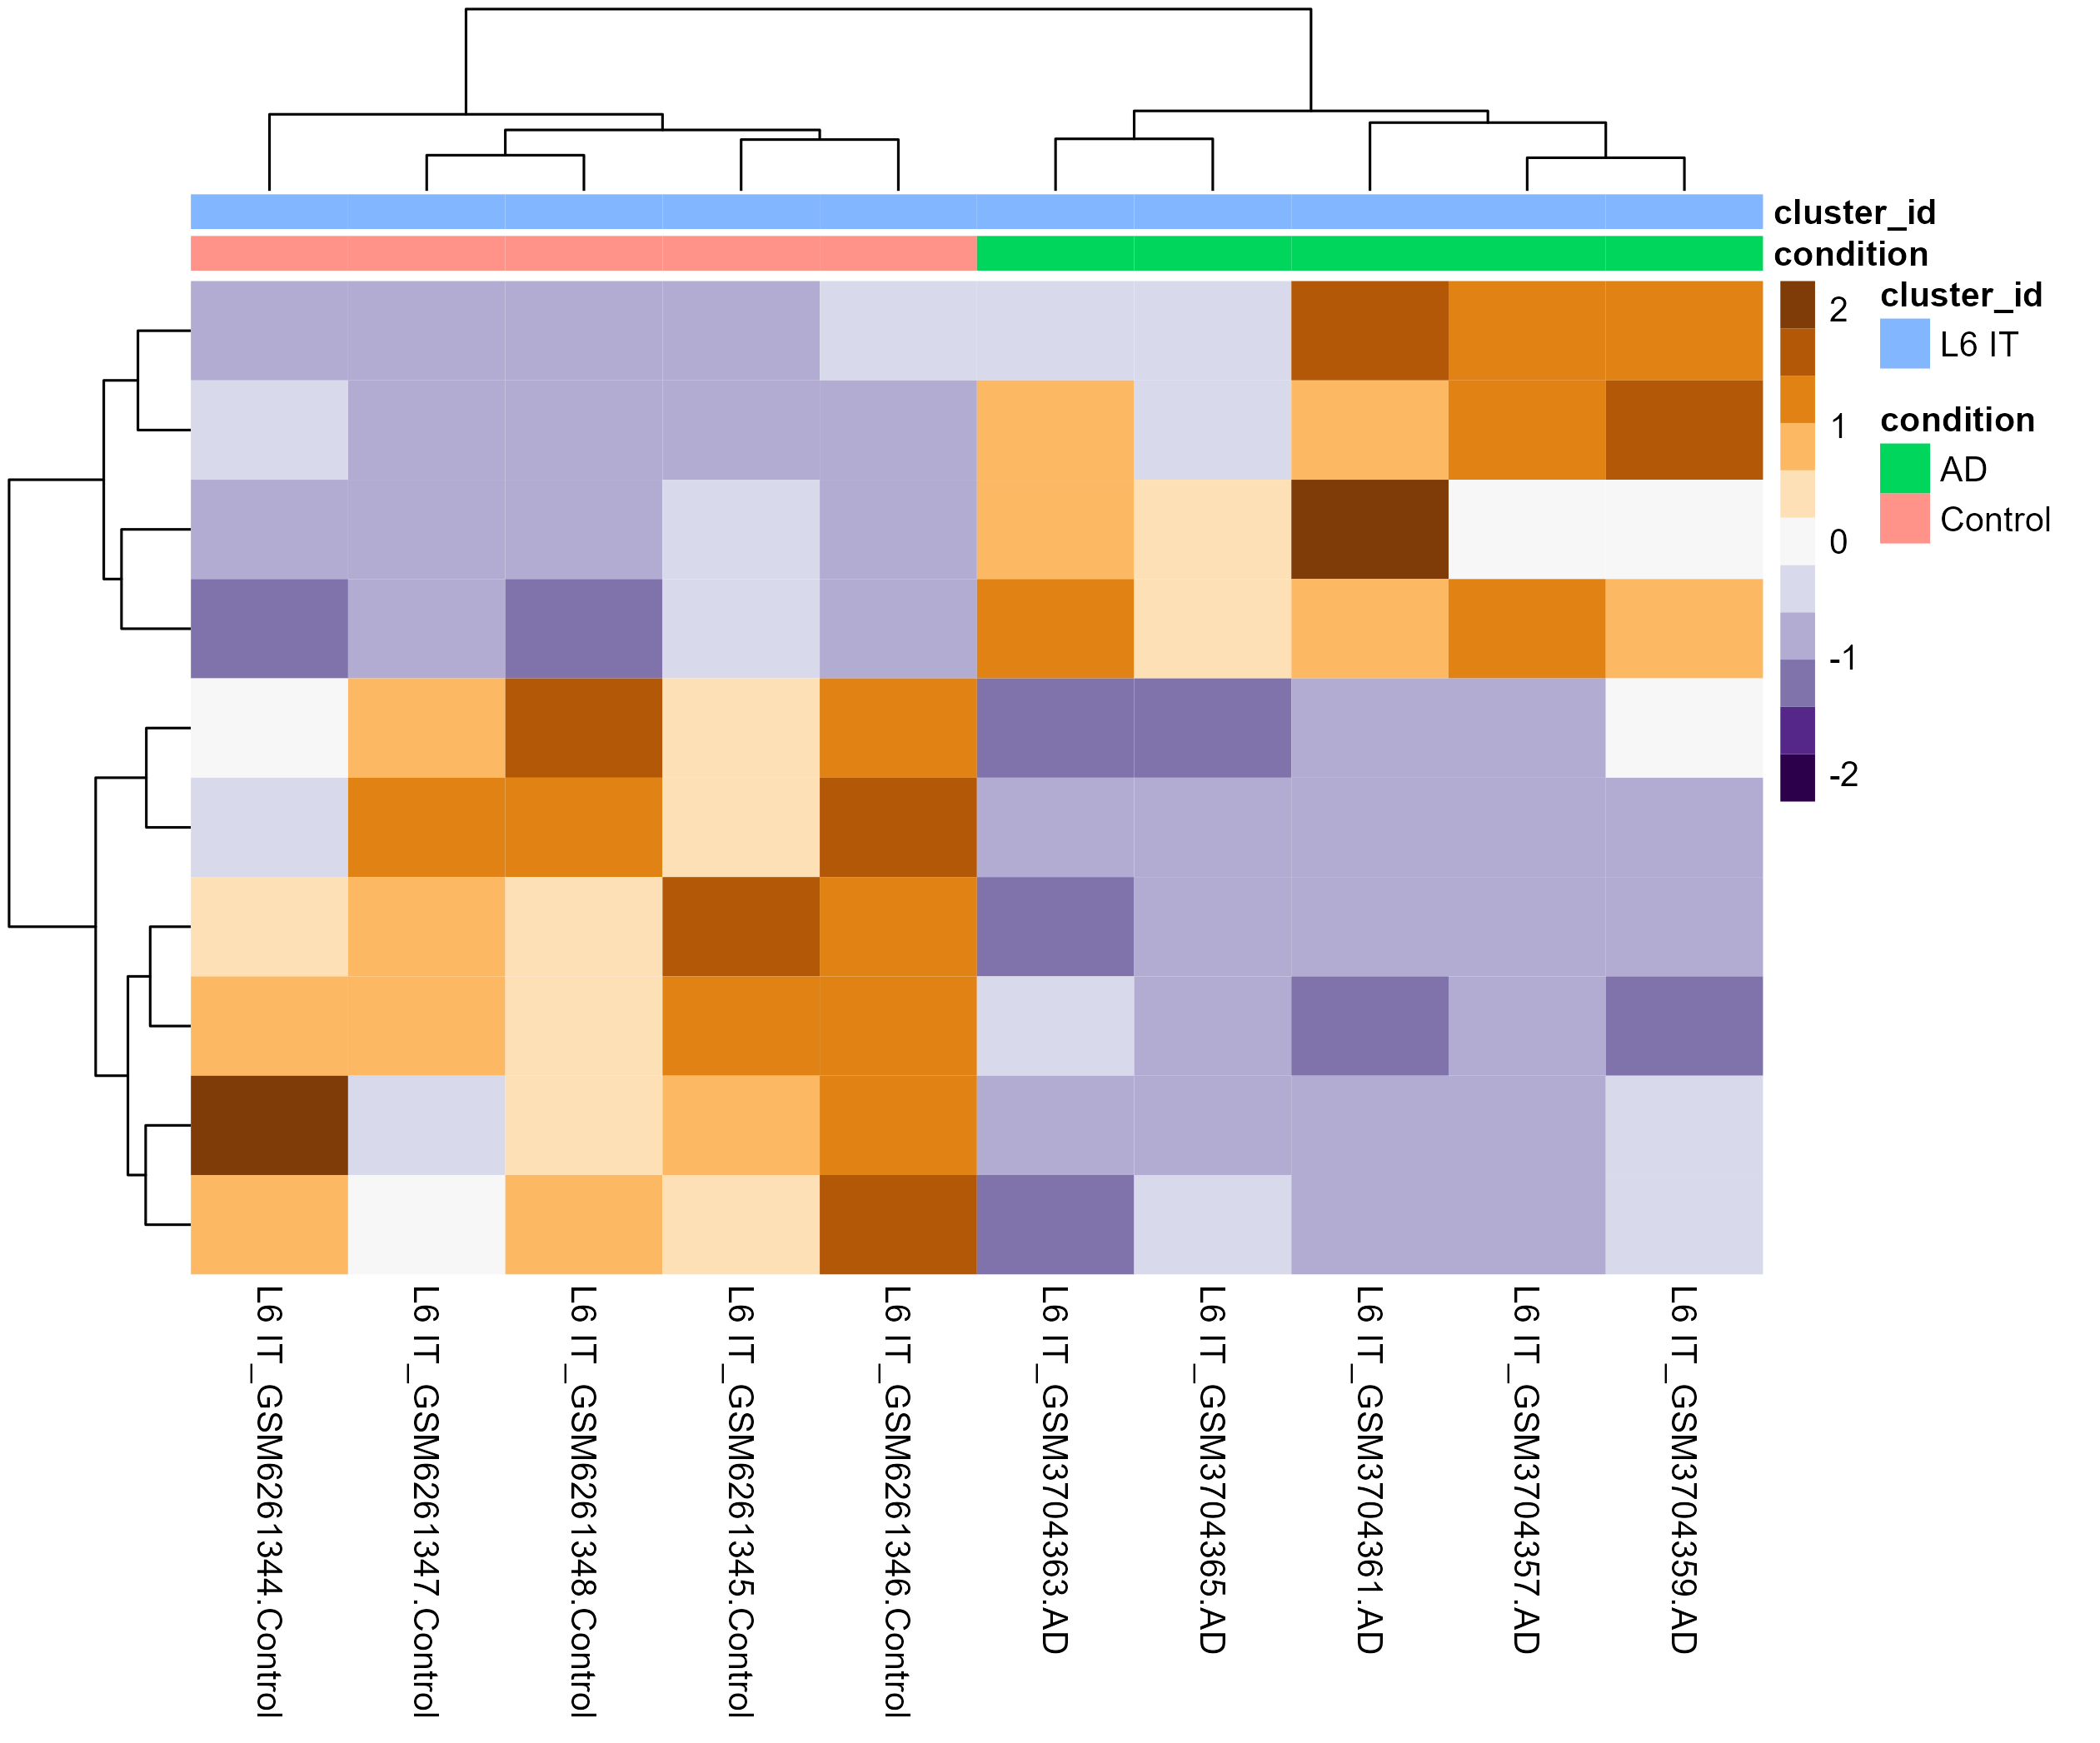 cluster_id
condition
2
1
0
-1
-2
cluster_id
L6 IT
condition
AD
Control
L6 IT_GSM6261344.Control
L6 IT_GSM6261347.Control
L6 IT_GSM6261348.Control
L6 IT_GSM6261345.Control
L6 IT_GSM6261346.Control
L6 IT_GSM3704363.AD
L6 IT_GSM3704365.AD
L6 IT_GSM3704361.AD
L6 IT_GSM3704357.AD
L6 IT_GSM3704359.AD